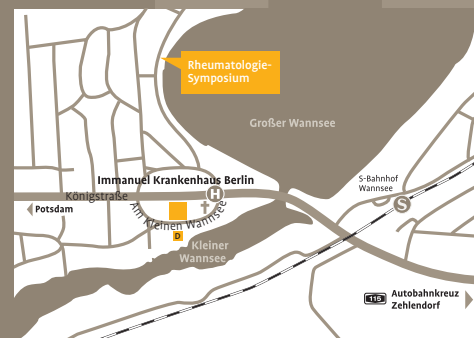 Rheumatologie-
Symposium
Großer Wannsee
S-Bahnhof
Wannsee
Immanuel Krankenhaus Berlin
H
S
Königstraße
Potsdam
Am Kleinen Wannsee
D
Kleiner
Wannsee
115
Autobahnkreuz
Zehlendorf